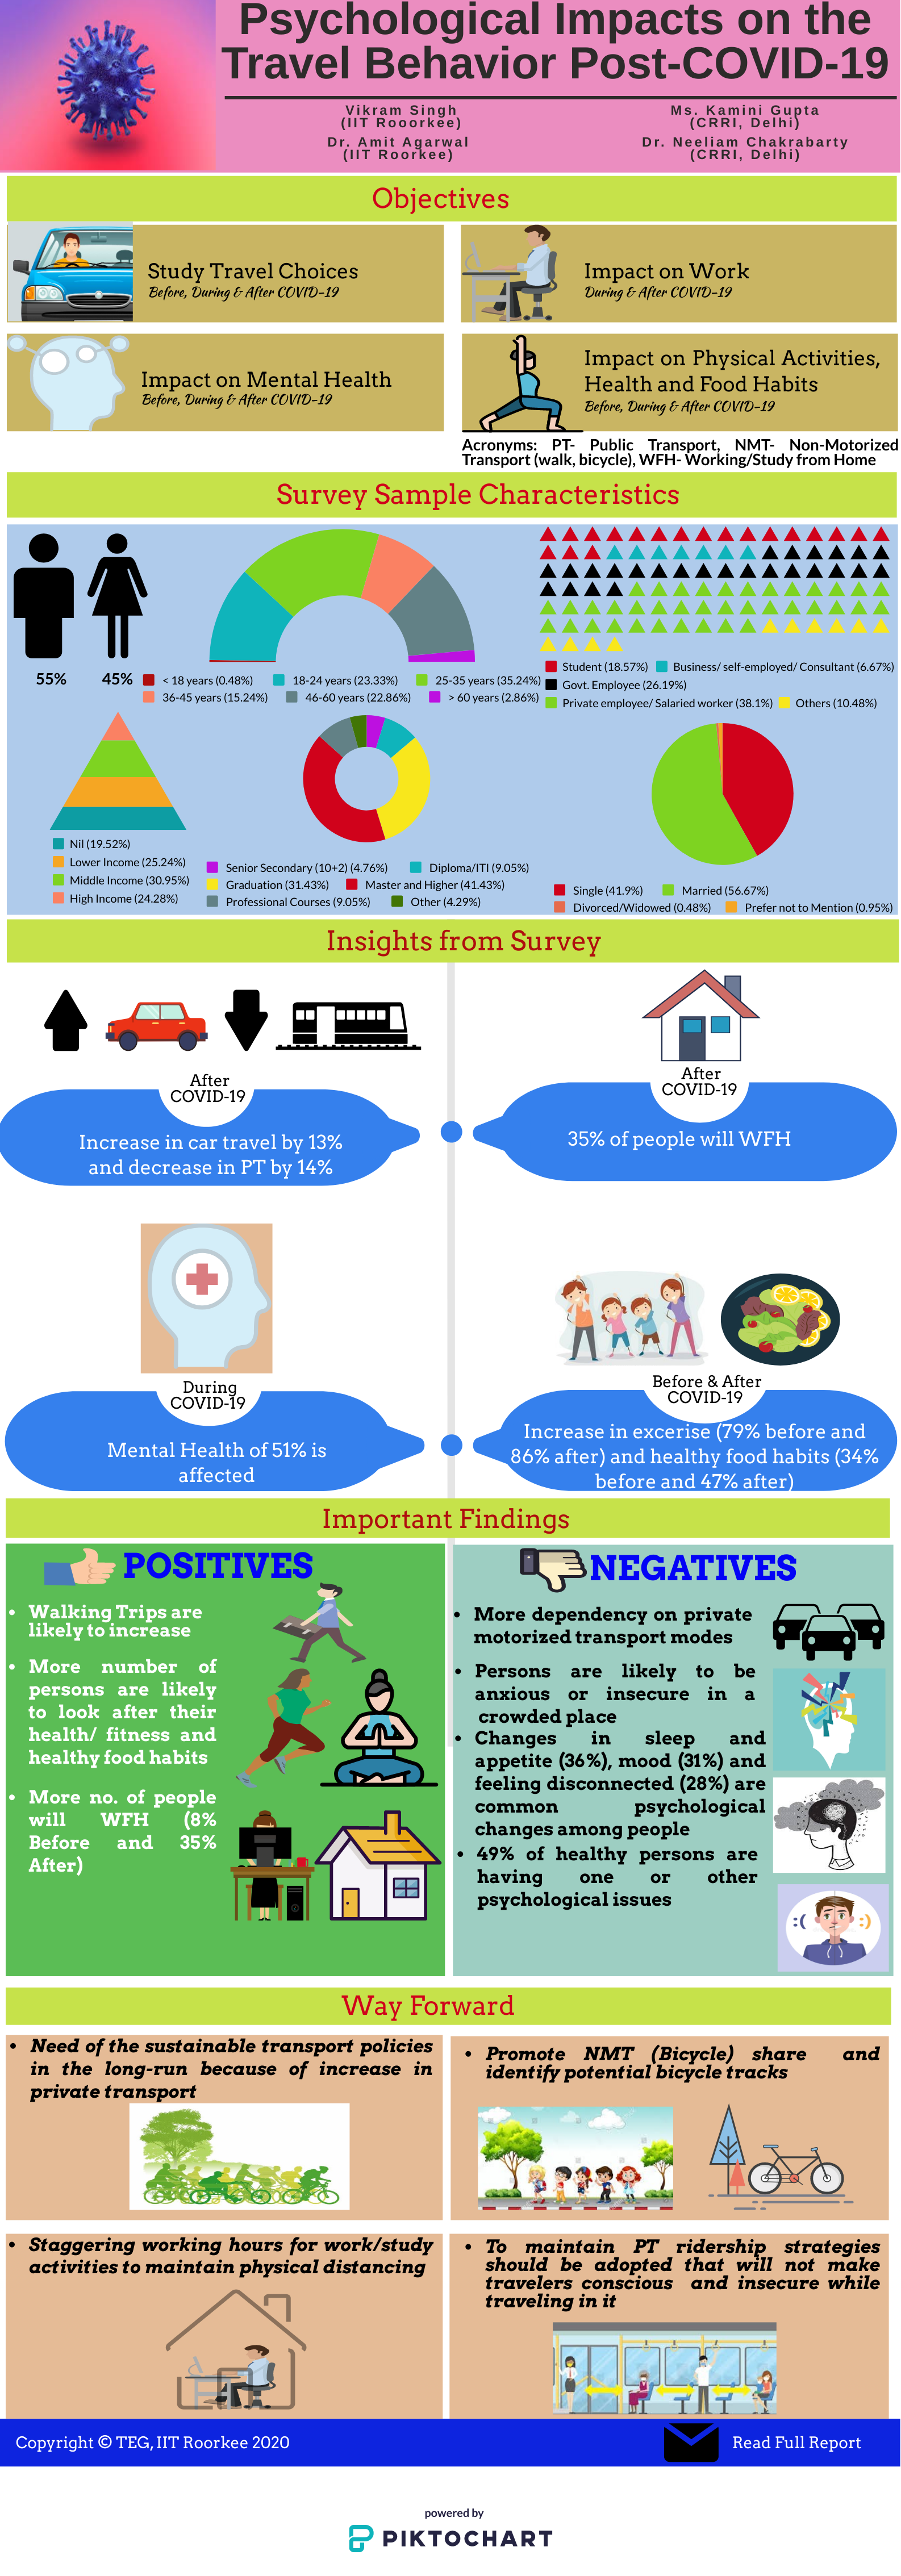 Psychological Impacts on the
Travel Behavior Post-COVID-19
Vikram Singh
(IIT Rooorkee)
Dr. Amit Agarwal
(IIT Roorkee)
Ms. Kamini Gupta
(CRRI, Delhi)
Dr. Neeliam Chakrabarty
(CRRI, Delhi)
Objectives
Study Travel Choices
Before, During & After COVID-19
Impact on Work
During & After COVID-19
Impact on Mental Health
Before, During & After COVID-19
Impact on Physical Activities,
Health and Food Habits
Before, During & After COVID-19
Acronyms: PT- Public Transport, NMT- Non-Motorized
Transport (walk, bicycle), WFH- Working/Study from Home
Survey Sample Characteristics
55%
45%
< 18 years (0.48%)
18-24 years (23.33%)
25-35 years (35.24%)
36-45 years (15.24%)
46-60 years (22.86%)
> 60 years (2.86%)
Student (18.57%)
Business/ self-employed/ Consultant (6.67%)
Govt. Employee (26.19%)
Private employee/ Salaried worker (38.1%)
Others (10.48%)
Nil (19.52%)
Lower Income (25.24%)
Middle Income (30.95%)
High Income (24.28%)
Senior Secondary (10+2) (4.76%)
Diploma/ITI (9.05%)
Graduation (31.43%)
Master and Higher (41.43%)
Professional Courses (9.05%)
Other (4.29%)
Single (41.9%)
Married (56.67%)
Divorced/Widowed (0.48%)
Prefer not to Mention (0.95%)
Insights from Survey
After
COVID-19
Increase in car travel by 13%
and decrease in PT by 14%
After
COVID-19
35% of people will WFH
During
COVID-19
Mental Health of 51% is
affected
Before & After
COVID-19
Increase in excerise (79% before and
86% after) and healthy food habits (34%
before and 47% after)
Important Findings
POSITIVES
• Walking Trips are
likely to increase
• More number of
persons are likely
to look after their
health/ fitness and
healthy food habits
• More no. of people
will WFH (8%
Before and 35%
After)
NEGATIVES
• More dependency on private
motorized transport modes
• Persons are likely to be
anxious or insecure in a
crowded place
• Changes in sleep and
appetite (36%), mood (31%) and
feeling disconnected (28%) are
common psychological
changes among people
• 49% of healthy persons are
having one or other
psychological issues
:( :)
Way Forward
• Need of the sustainable transport policies
in the long-run because of increase in
private transport
• Promote NMT (Bicycle) share and
identify potential bicycle tracks
• Staggering working hours for work/study
activities to maintain physical distancing
• To maintain PT ridership strategies
should be adopted that will not make
travelers conscious and insecure while
traveling in it
Copyright © TEG, IIT Roorkee 2020
Read Full Report
powered by
PIKTOCHART